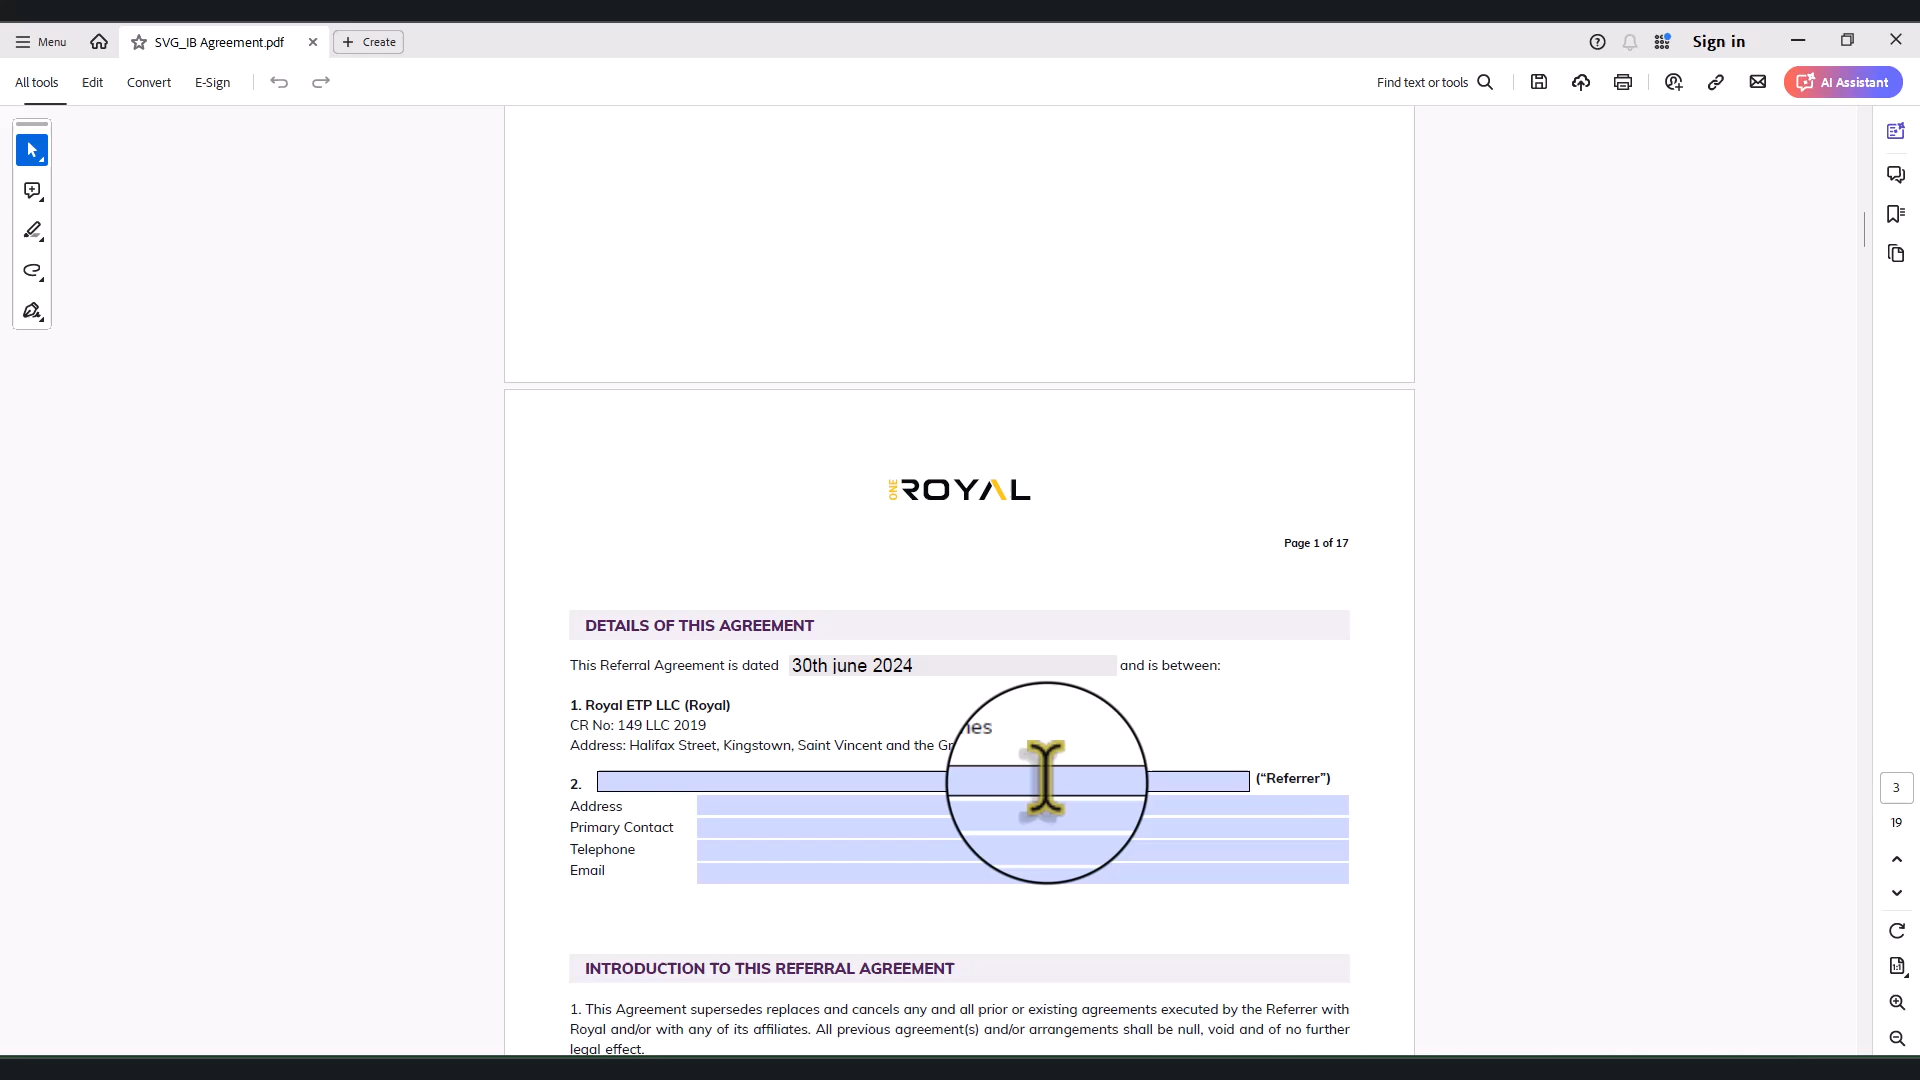 Menu
SVG_IB Agreement.pdf
Create
Sign in
All tools
Edit
Convert
E-Sign
Find text or tools
AI Assistant
ONE ROYAL
Page 1 of 17
DETAILS OF THIS AGREEMENT
This Referral Agreement is dated 30th june 2024 and is between:
1. Royal ETP LLC (Royal)
CR No: 149 LLC 2019
Address: Halifax Street, Kingstown, Saint Vincent and the
2. (“Referrer”)
Address
Primary Contact
Telephone
Email
INTRODUCTION TO THIS REFERRAL AGREEMENT
1. This Agreement supersedes replaces and cancels any and all prior or existing agreements executed by the Referrer with
Royal and/or with any of its affiliates. All previous agreement(s) and/or arrangements shall be null, void and of no further
legal effect.
3
19